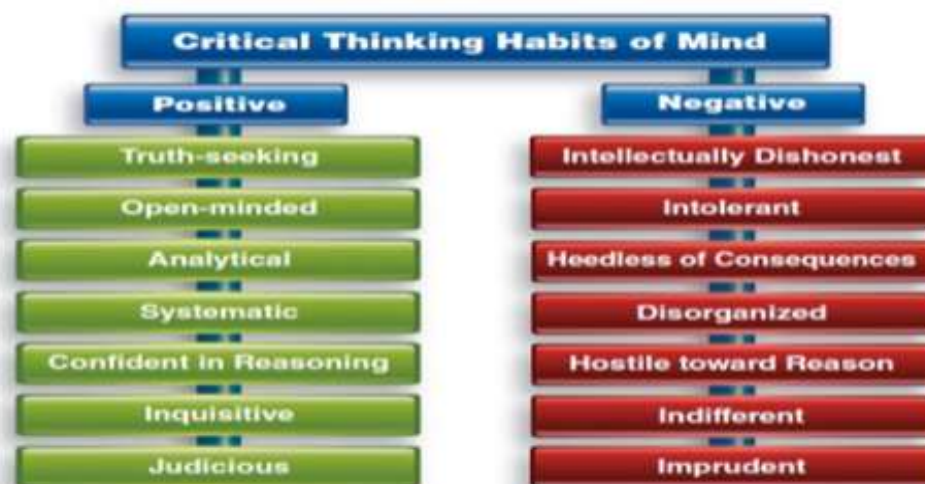 Critical Thinking Habits of Mind
Positive
Negative
Truth-seeking
Intellectually Dishonest
Open-minded
Intolerant
Analytical
Heedless of Consequences
Systematic
Disorganized
Confident in Reasoning
Hostile toward Reason
Inquisitive
Indifferent
Judicious
Imprudent